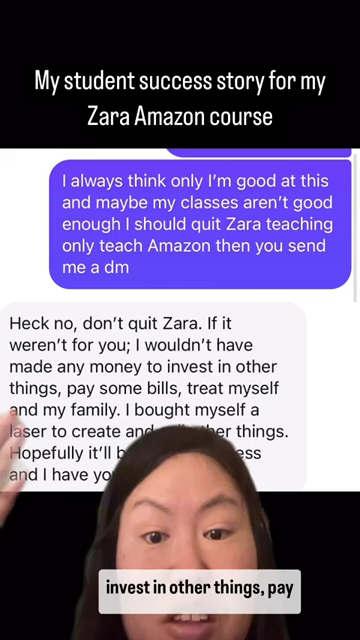 My student success story for my
Zara Amazon course
I always think only I'm good at this
and maybe my classes aren't good
enough I should quit Zara teaching
only teach Amazon then you send
me a dm
Heck no, don't quit Zara. If it
weren't for you; I wouldn't have
made any money to invest in other
things, pay some bills, treat myself
and my family. I bought myself a
laser to create and other things.
Hopefully it'll
and I have
invest in other things, pay